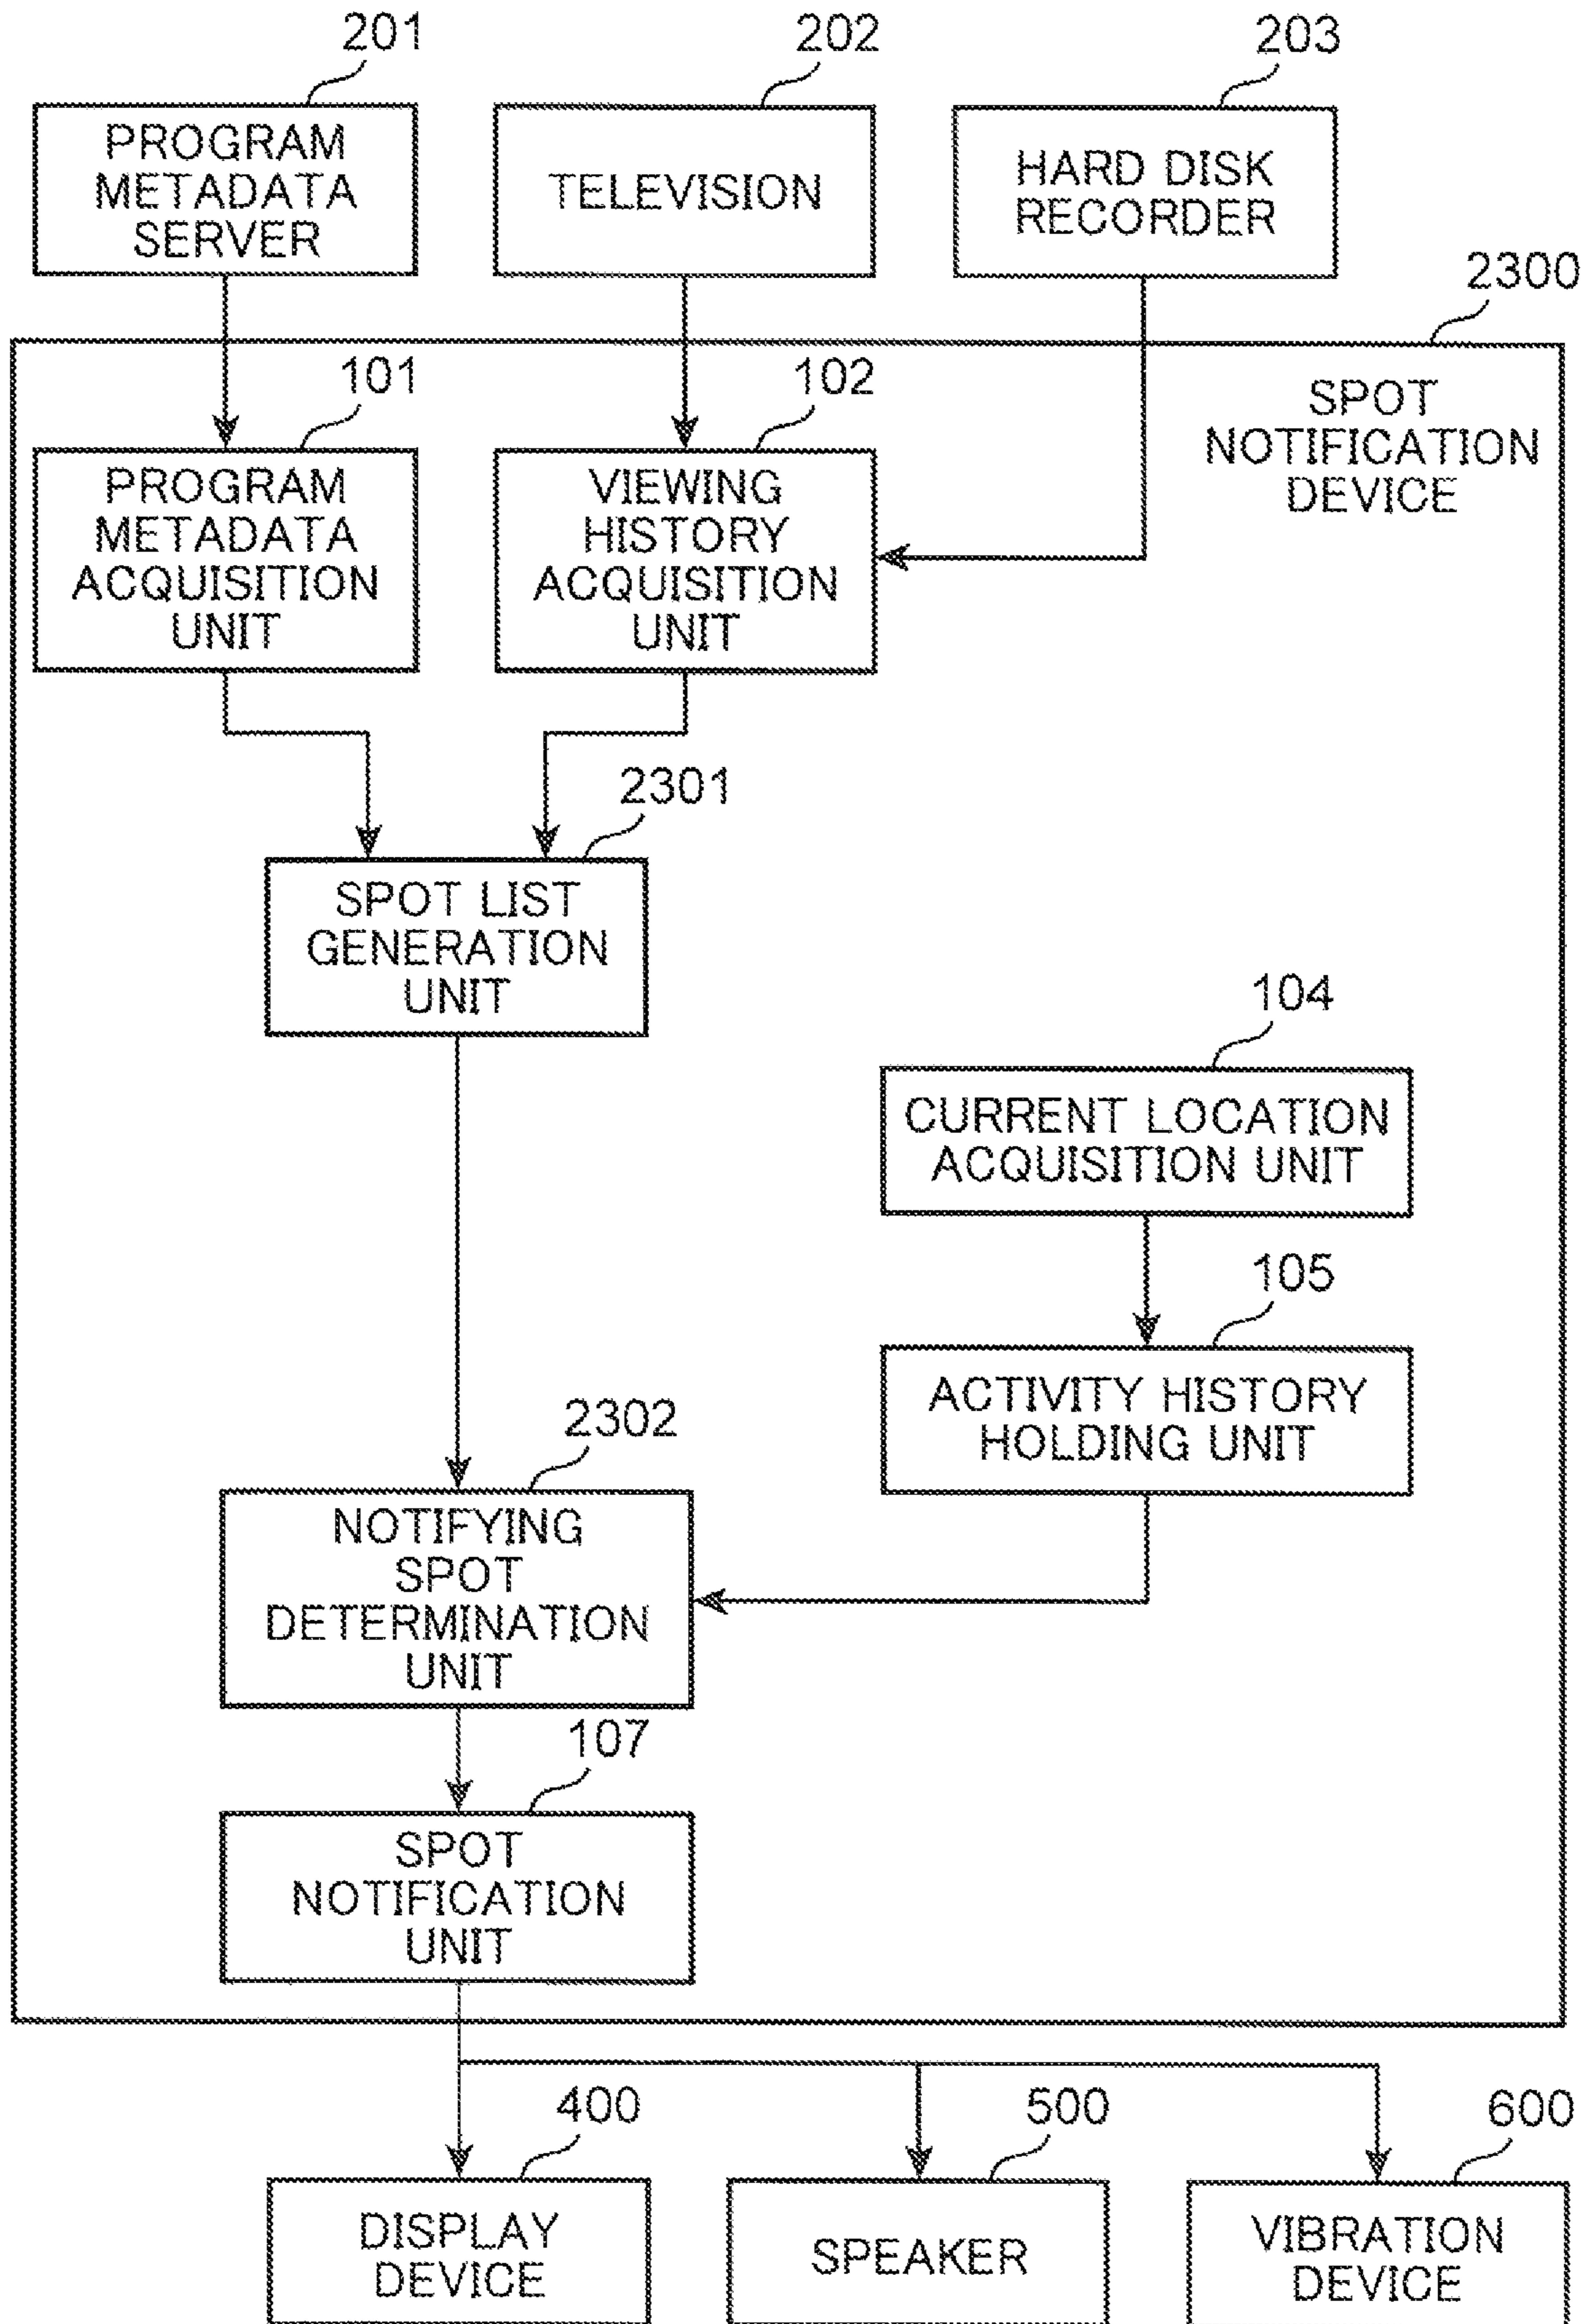 201
202
203
PROGRAM
METADATA
SERVER
TELEVISION
HARD DISK
RECORDER
2300
101
102
SPOT
NOTIFICATION
DEVICE
PROGRAM
METADATA
ACQUISITION
UNIT
VIEWING
HISTORY
ACQUISITION
UNIT
2301
SPOT LIST
GENERATION
UNIT
104
CURRENT LOCATION
ACQUISITION UNIT
105
ACTIVITY HISTORY
HOLDING UNIT
2302
NOTIFYING
SPOT
DETERMINATION
UNIT
107
SPOT
NOTIFICATION
UNIT
400
500
600
DISPLAY
DEVICE
SPEAKER
VIBRATION
DEVICE